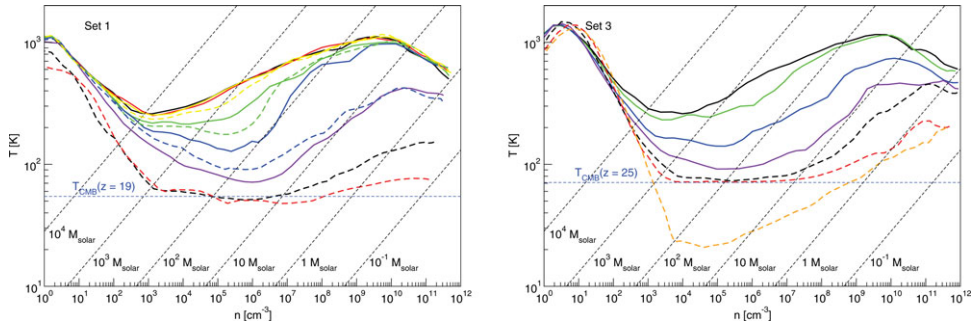 Set 1
10³
T [K]
10²
T_CMB(z = 19)
10⁴ M_solar
10³ M_solar 10² M_solar 10 M_solar 1 M_solar 10⁻¹ M_solar
10¹
10⁰ 10¹ 10² 10³ 10⁴ 10⁵ 10⁶ 10⁷ 10⁸ 10⁹ 10¹⁰ 10¹¹ 10¹²
n [cm⁻³]
Set 3
10³
T [K]
10²
T_CMB(z = 25)
10⁴ M_solar
10³ M_solar 10² M_solar 10 M_solar 1 M_solar 10⁻¹ M_solar
10¹
10⁰ 10¹ 10² 10³ 10⁴ 10⁵ 10⁶ 10⁷ 10⁸ 10⁹ 10¹⁰ 10¹¹ 10¹²
n [cm⁻³]